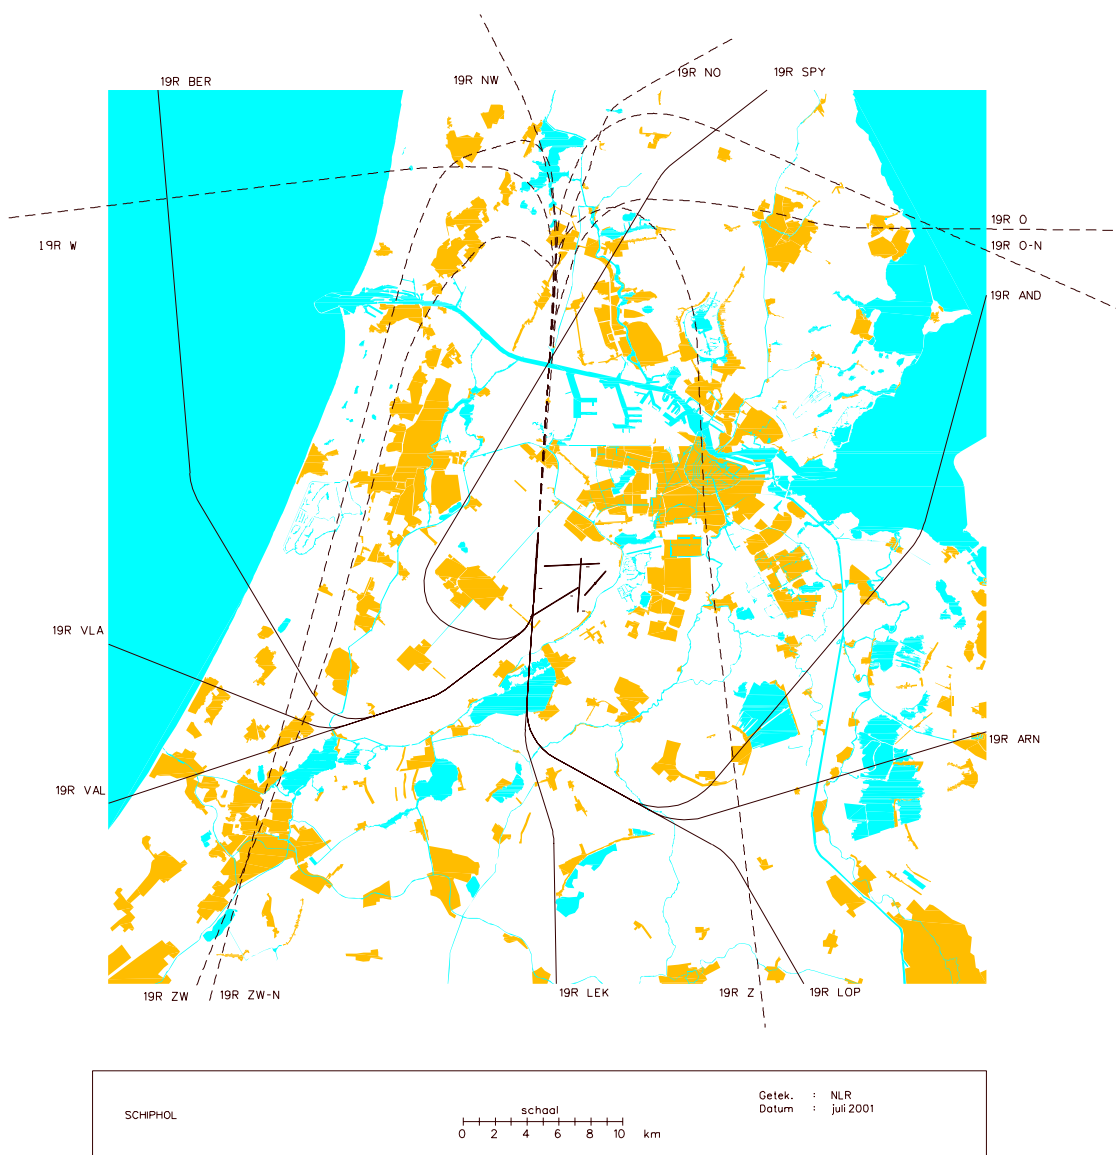 19R BER
19R NW
19R NO
19R SPY
19R O
19R W
19R O-N
19R AND
19R VLA
19R ARN
19R VAL
19R ZW
19R ZW-N
19R LEK
19R Z
19R LOP
SCHIPHOL
schaal
0 2 4 6 8 10 km
Getek. : NLR
Datum : juli 2001